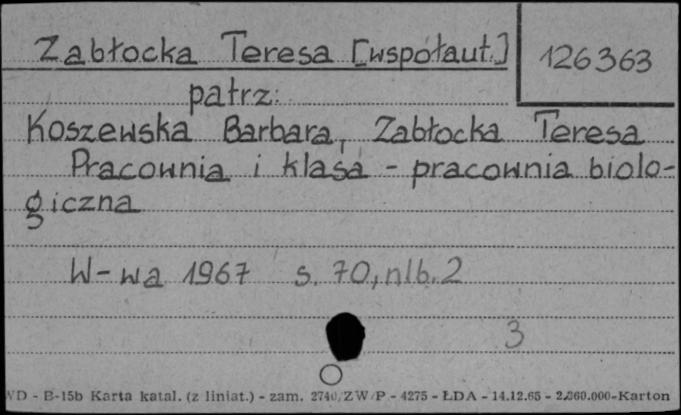 Zabłocka Teresa [współaut.] 126363
patrz:
Koszewska Barbara, Zabłocka Teresa
Pracownia i klasa - pracownia biolo-
giczna
W-wa 1967 s. 70, nlb. 2
3
WD - B-15b Karta katal. (z liniat.) - zam. 2740/ZW/P - 4275 - ŁDA - 14.12.65 - 2.360.000 - Karton